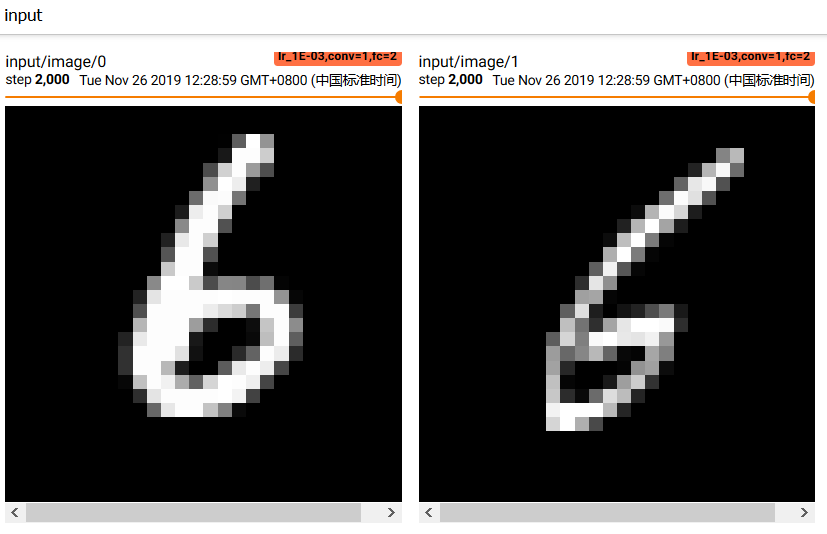 input
input/image/0
lr_1E-03,conv=1,fc=2
step 2,000 Tue Nov 26 2019 12:28:59 GMT+0800 (中国标准时间)
6
input/image/1
lr_1E-03,conv=1,fc=2
step 2,000 Tue Nov 26 2019 12:28:59 GMT+0800 (中国标准时间)
6